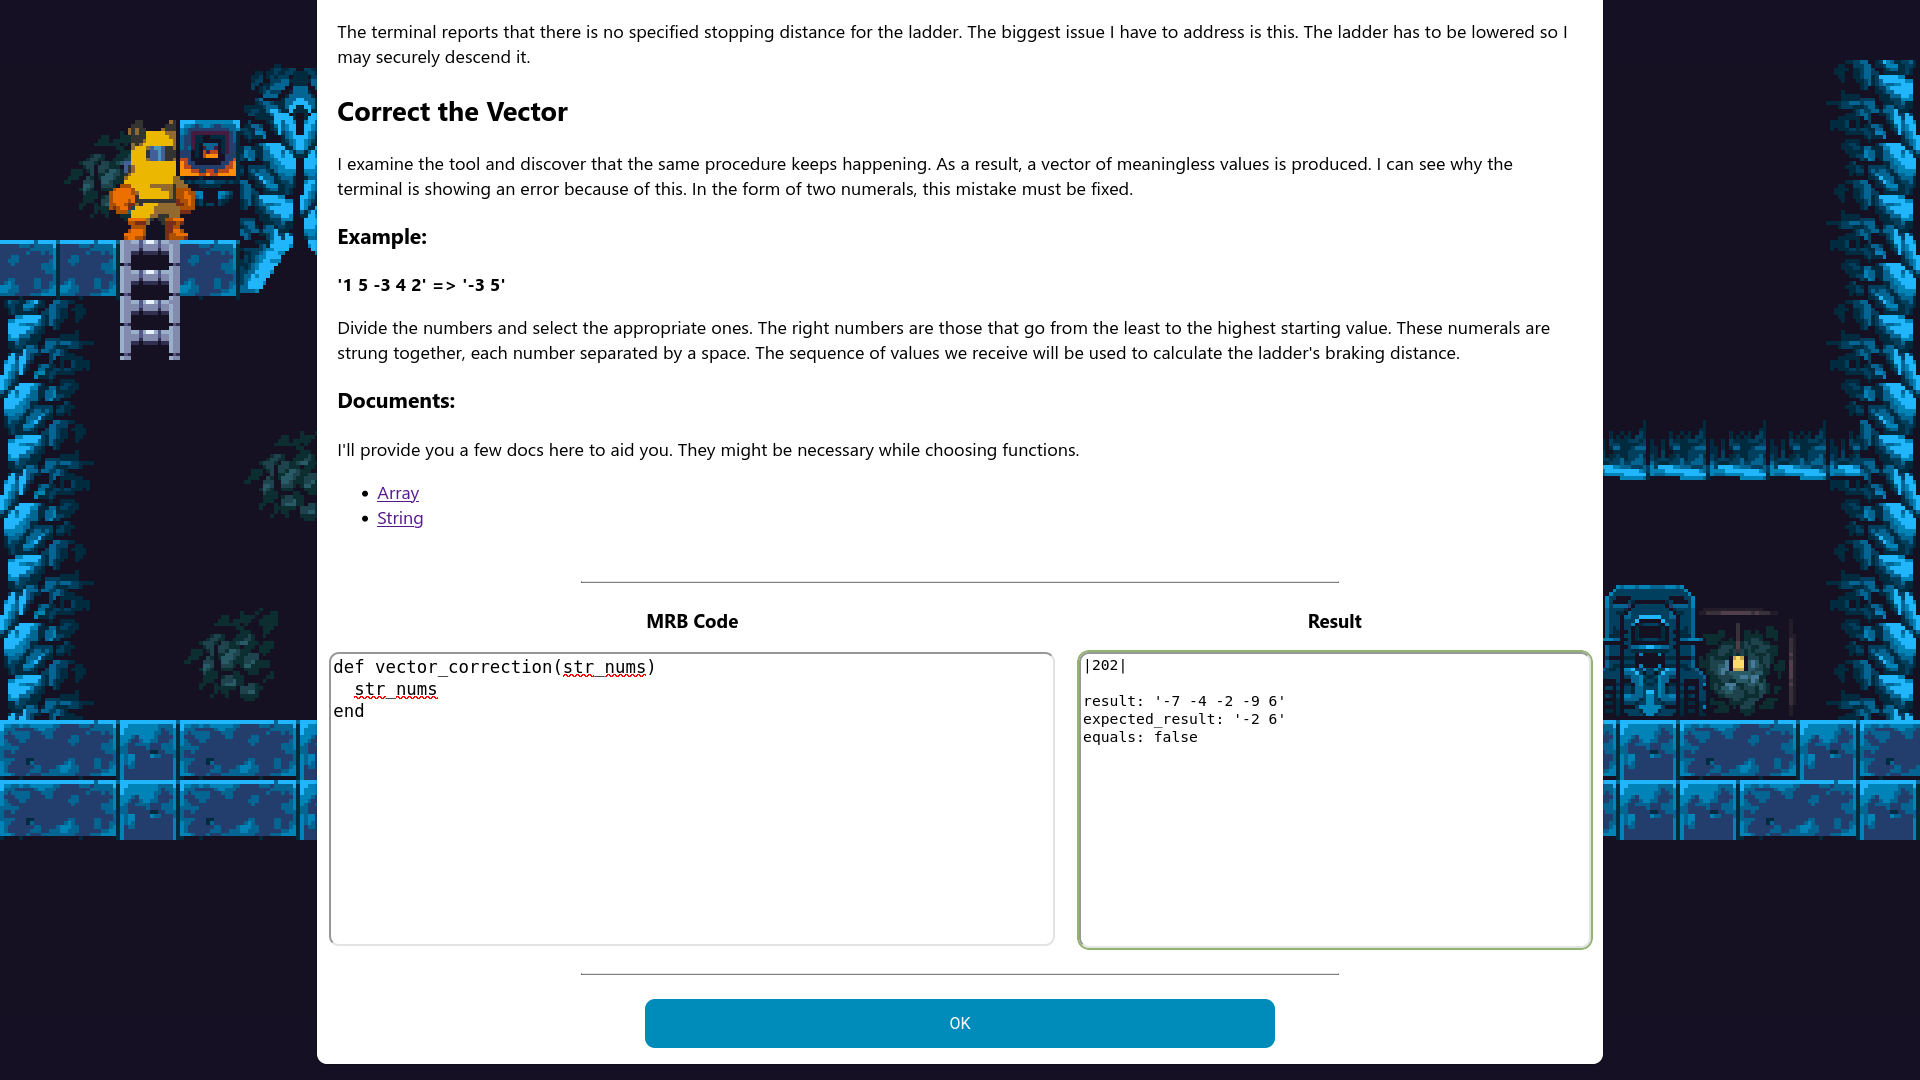 The terminal reports that there is no specified stopping distance for the ladder. The biggest issue I have to address is this. The ladder has to be lowered so I
may securely descend it.
Correct the Vector
I examine the tool and discover that the same procedure keeps happening. As a result, a vector of meaningless values is produced. I can see why the
terminal is showing an error because of this. In the form of two numerals, this mistake must be fixed.
Example:
'1 5 -3 4 2' => '-3 5'
Divide the numbers and select the appropriate ones. The right numbers are those that go from the least to the highest starting value. These numerals are
strung together, each number separated by a space. The sequence of values we receive will be used to calculate the ladder's braking distance.
Documents:
I'll provide you a few docs here to aid you. They might be necessary while choosing functions.
• Array
• String
MRB Code
def vector_correction(str_nums)
  str_nums
end
Result
|202|
result: '-7 -4 -2 -9 6'
expected_result: '-2 6'
equals: false
OK